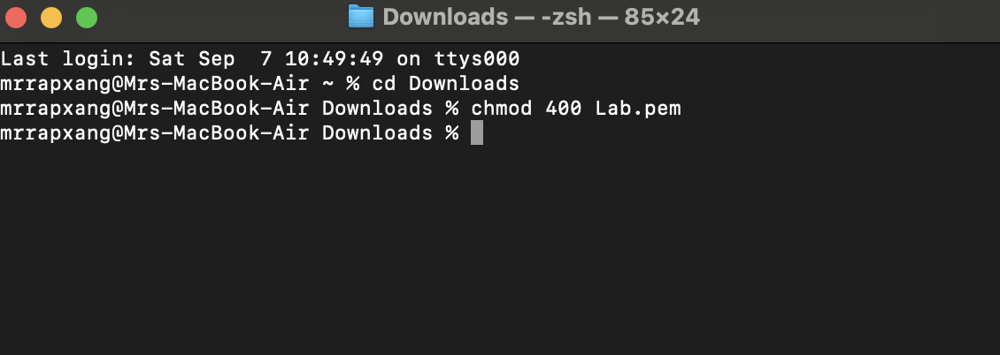 Downloads — -zsh — 85×24
Last login: Sat Sep  7 10:49:49 on ttys000
mrrapxang@Mrs-MacBook-Air ~ % cd Downloads
mrrapxang@Mrs-MacBook-Air Downloads % chmod 400 Lab.pem
mrrapxang@Mrs-MacBook-Air Downloads %